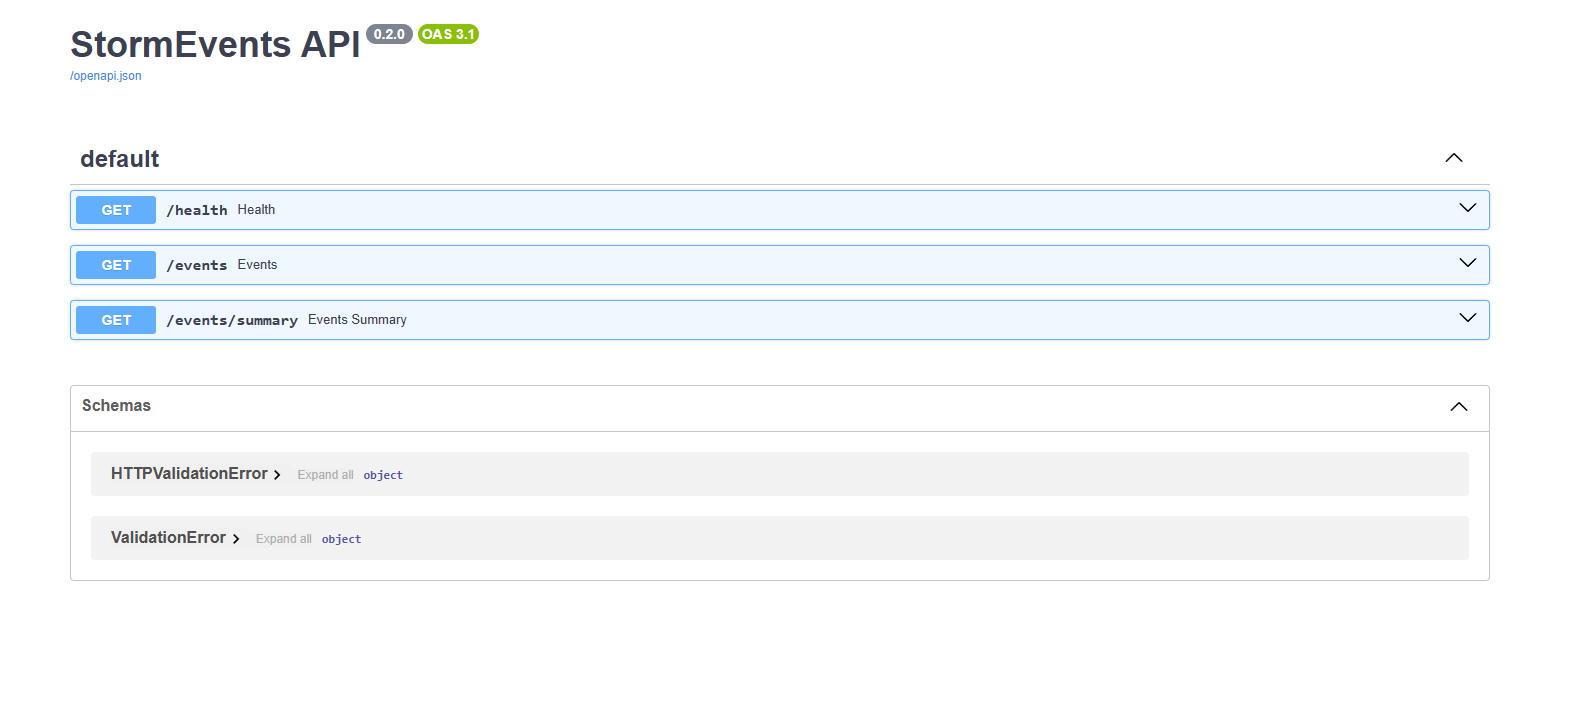 StormEvents API 0.2.0 OAS 3.1
/openapi.json
default
GET /health Health
GET /events Events
GET /events/summary Events Summary
Schemas
HTTPValidationError Expand all object
ValidationError Expand all object